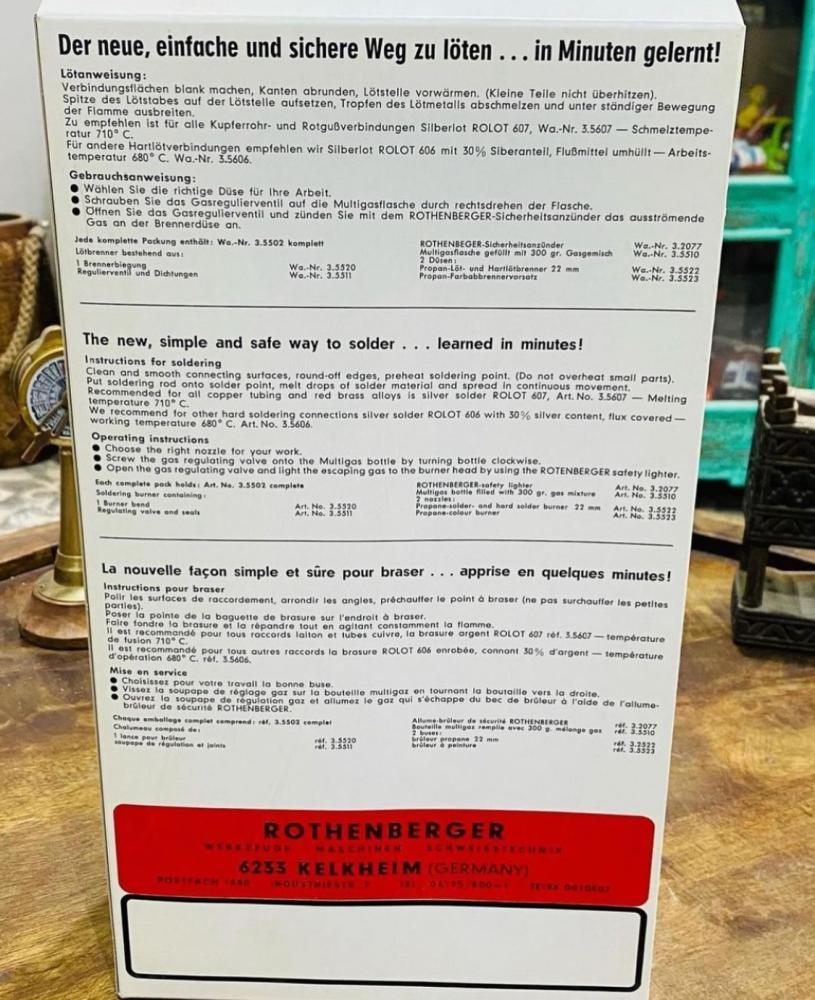 Der neue, einfache und sichere Weg zu löten . . . in Minuten gelernt!
Lötanweisung:
Verbindungsflächen blank machen, Kanten abrunden, Lötstelle vorwärmen. (Kleine Teile nicht überhitzen).
Spitze des Lötstabes auf der Lötstelle aufsetzen, Tropfen des Lötmetalls abschmelzen und unter ständiger Bewegung
der Flamme ausbreiten.
Zu empfehlen ist für alle Kupferrohr- und Rotgußverbindungen Silberlot ROLOT 607, Wa.-Nr. 3.5607 — Schmelztempe-
ratur 710° C.
Für andere Hartlötverbindungen empfehlen wir Silberlot ROLOT 606 mit 30% Siberanteil, Flußmittel umhüllt — Arbeits-
temperatur 680° C. Wa.-Nr. 3.5606.
Gebrauchsanweisung:
● Wählen Sie die richtige Düse für Ihre Arbeit.
● Schrauben Sie das Gasregulierventil auf die Multigasflasche durch rechtsdrehen der Flasche.
● Öffnen Sie das Gasregulierventil und zünden Sie mit dem ROTHENBERGER-Sicherheitsanzünder das ausströmende
Gas an der Brennerdüse an.
Jede komplette Packung enthält: Wa.-Nr. 3.5502 komplett
Lötbrenner bestehend aus:
1 Brennerbiegung Wa.-Nr. 3.5520
Regulierventil und Dichtungen Wa.-Nr. 3.5511
ROTHENBEGER-Sicherheitsanzünder Wa.-Nr. 3.2077
Multigasflasche gefüllt mit 300 gr. Gasgemisch Wa.-Nr. 3.5510
2 Düsen:
Propan-Löt- und Hartlötbrenner 22 mm Wa.-Nr. 3.5522
Propan-Farbabbrennervorsatz Wa.-Nr. 3.5523
The new, simple and safe way to solder . . . learned in minutes!
Instructions for soldering
Clean and smooth connecting surfaces, round-off edges, preheat soldering point. (Do not overheat small parts).
Put soldering rod onto solder point, melt drops of solder material and spread in continuous movement.
Recommended for all copper tubing and red brass alloys is silver solder ROLOT 607, Art. No. 3.5607 — Melting
temperature 710° C.
We recommend for other hard soldering connections silver solder ROLOT 606 with 30% silver content, flux covered —
working temperature 680° C. Art. No. 3.5606.
Operating instructions
● Choose the right nozzle for your work.
● Screw the gas regulating valve onto the Multigas bottle by turning bottle clockwise.
● Open the gas regulating valve and light the escaping gas to the burner head by using the ROTENBERGER safety lighter.
Each complete pack holds: Art. No. 3.5502 complete
Soldering burner containing:
1 Burner bend Art. No. 3.5520
Regulating valve and seals Art. No. 3.5511
ROTHENBERGER-safety lighter Art. No. 3.2077
Multigas bottle filled with 300 gr. gas mixture Art. No. 3.5510
2 nozzles:
Propane-solder- and hard solder burner 22 mm Art. No. 3.5522
Propane-colour burner Art. No. 3.5523
La nouvelle façon simple et sûre pour braser . . . apprise en quelques minutes!
Instructions pour braser
Polir les surfaces de raccordement, arrondir les angles, préchauffer le point à braser (ne pas surchauffer les petites
parties).
Poser la pointe de la baguette de brasure sur l'endroit à braser.
Faire fondre la brasure et la répandre tout en agitant constamment la flamme.
Il est recommandé pour tous raccords laiton et tubes cuivre, la brasure argent ROLOT 607 réf. 3.5607 — température
de fusion 710° C.
Il est recommandé pour tous autres raccords la brasure ROLOT 606 enrobée, connant 30% d'argent — température
d'opération 680° C. réf. 3.5606.
Mise en service
● Choisissez pour votre travail la bonne buse.
● Vissez la soupape de réglage gaz sur la bouteille multigaz en tournant la boutaille vers la droite.
● Ouvrez la soupape de régulation gaz et allumez le gaz qui s'échappe du bec de brûleur à l'aide de l'allume-
brûleur de sécurité ROTHENBERGER.
Chaque emballage complet comprend: réf. 3.5502 complet
Chalumeau composé de:
1 lance pour brûleur réf. 3.5520
soupape de régulation et joints réf. 3.5511
Allume-brûleur de sécurité ROTHENBERGER réf. 3.2077
Bouteille multigaz remplie avec 300 g. mélange gaz réf. 3.5510
2 buses:
brûleur propane 22 mm réf. 3.2522
brûleur à peinture réf. 3.5523
ROTHENBERGER
WERKZEUGE MASCHINEN SCHWEISSTECHNIK
6233 KELKHEIM (GERMANY)
POSTFACH INDUSTRIESTR. 7 TEL. 06195/ TELEX